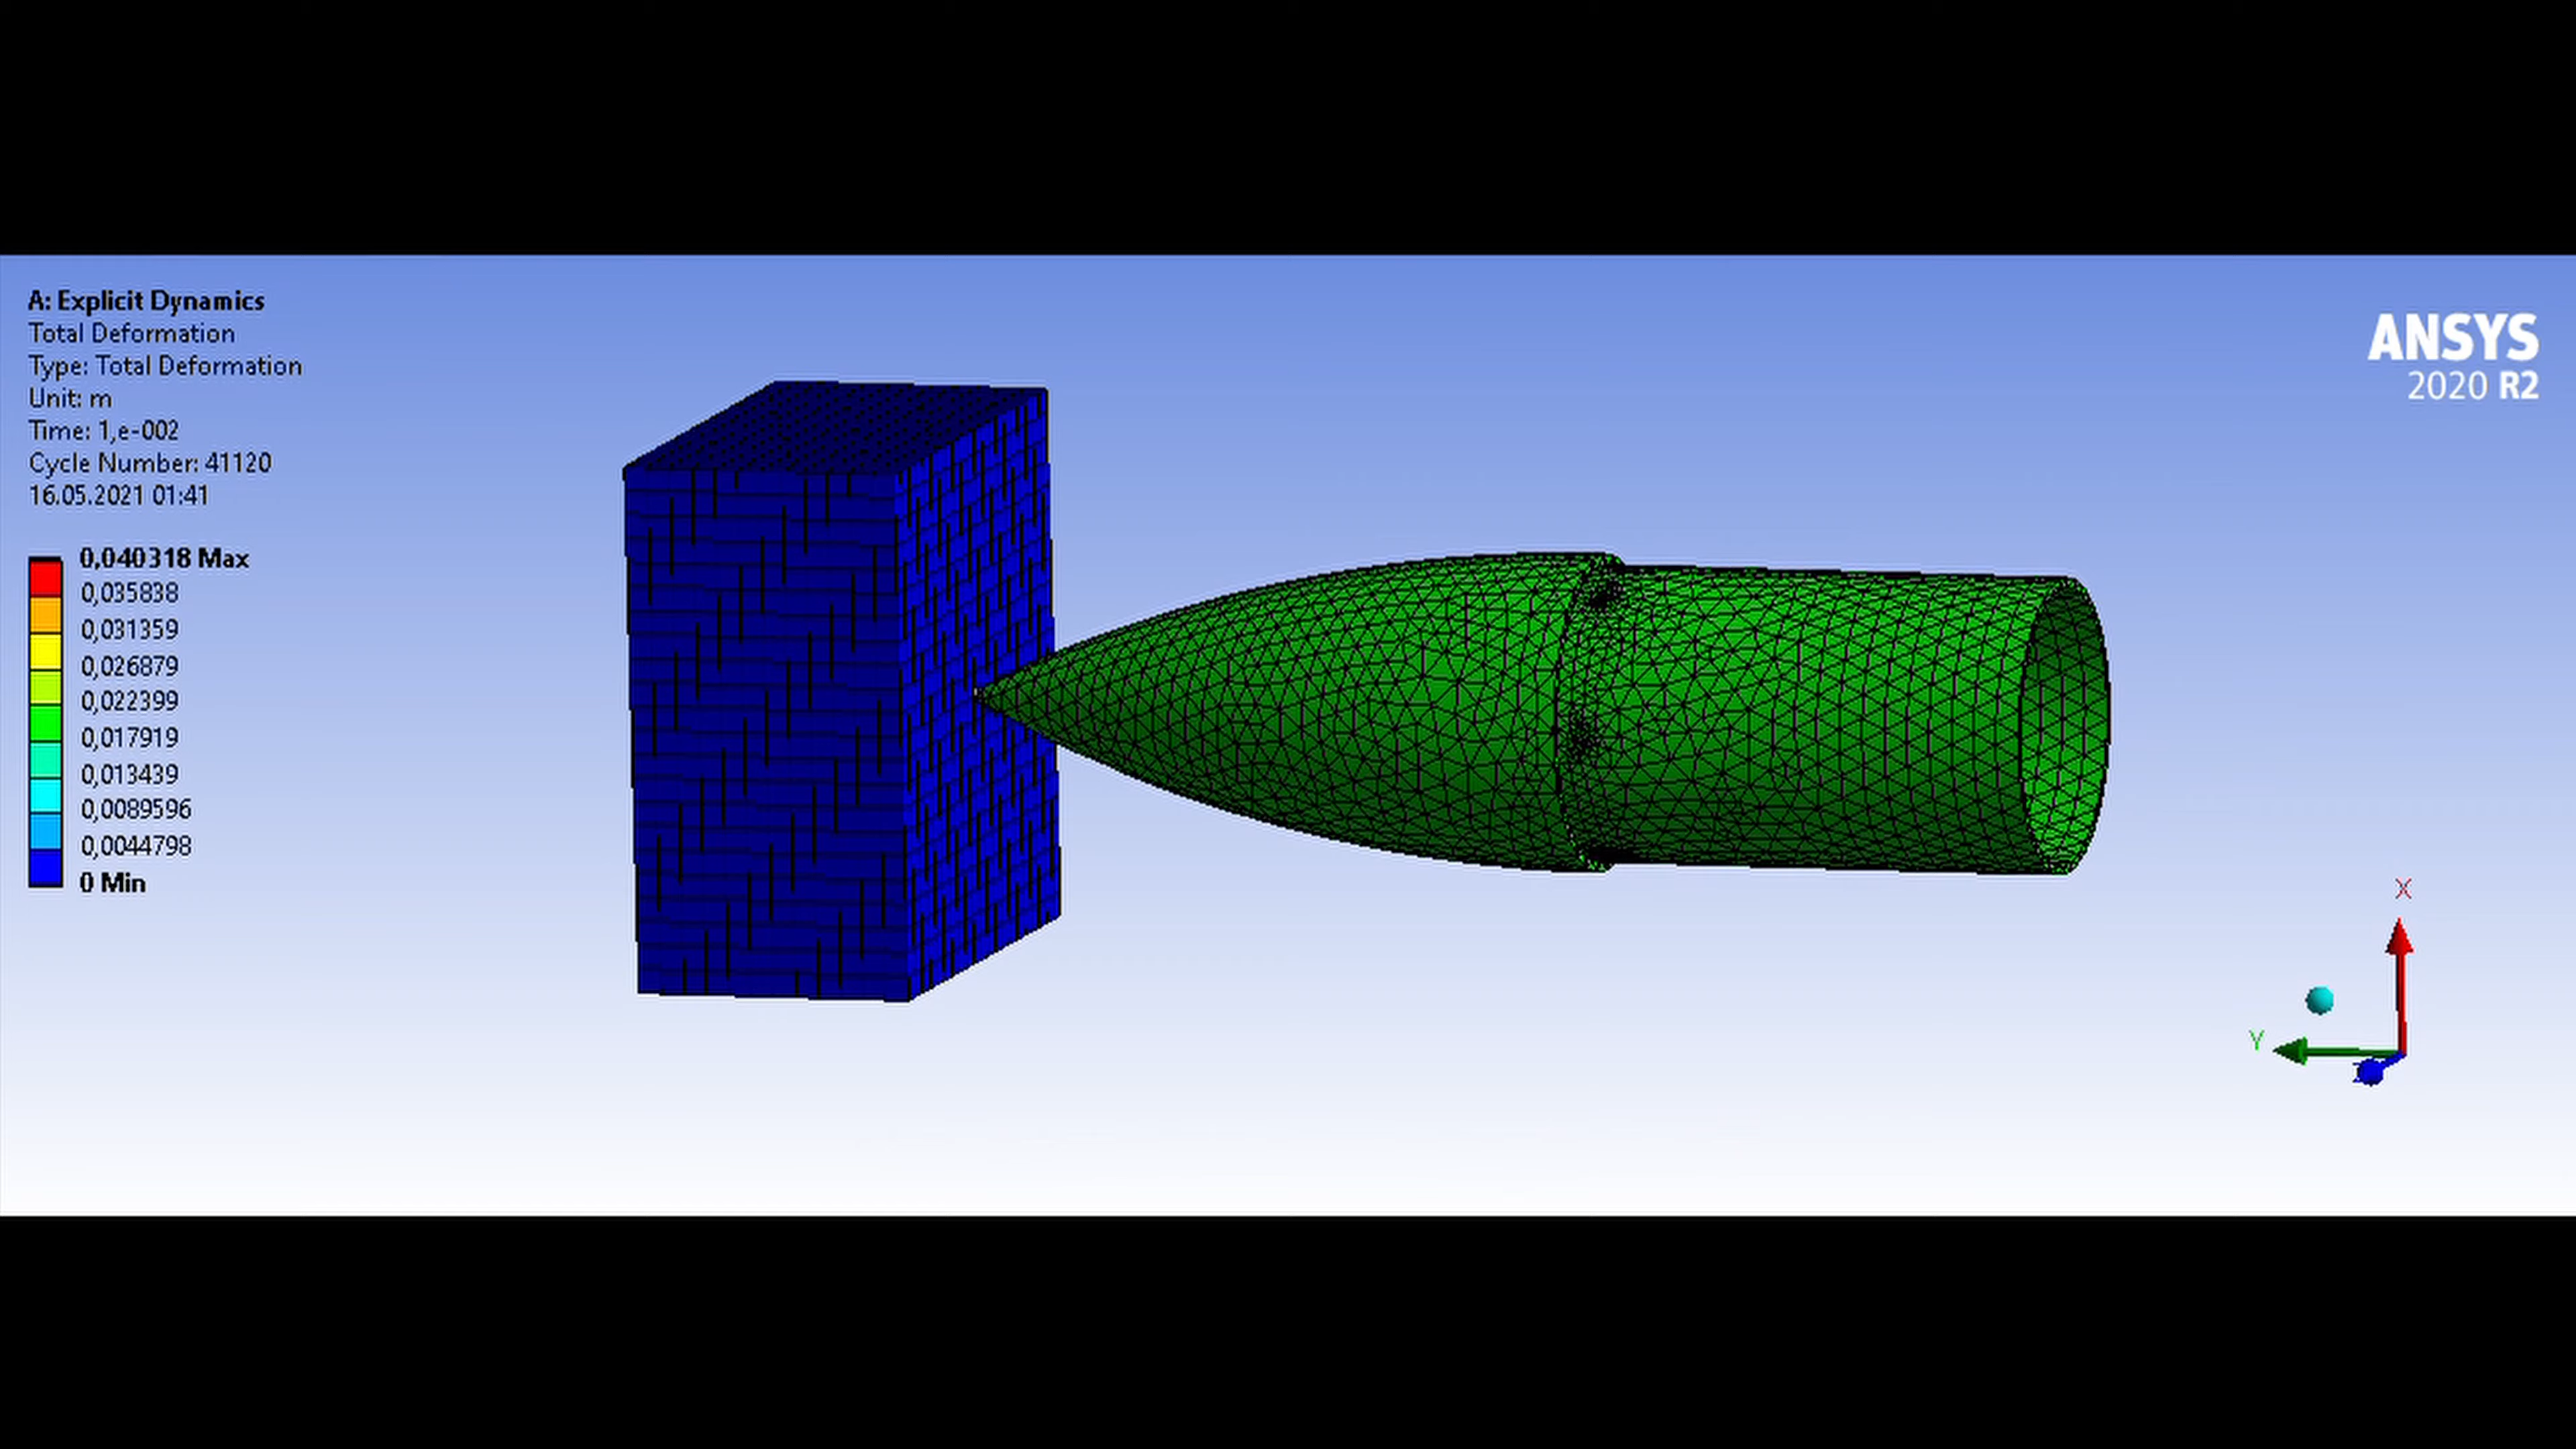 A: Explicit Dynamics
Total Deformation
Type: Total Deformation
Unit: m
Time: 1,e-002
Cycle Number: 41120
16.05.2021 01:41
0,040318 Max
0,035838
0,031359
0,026879
0,022399
0,017919
0,013439
0,0089596
0,0044798
0 Min
ANSYS
2020 R2
X
Y